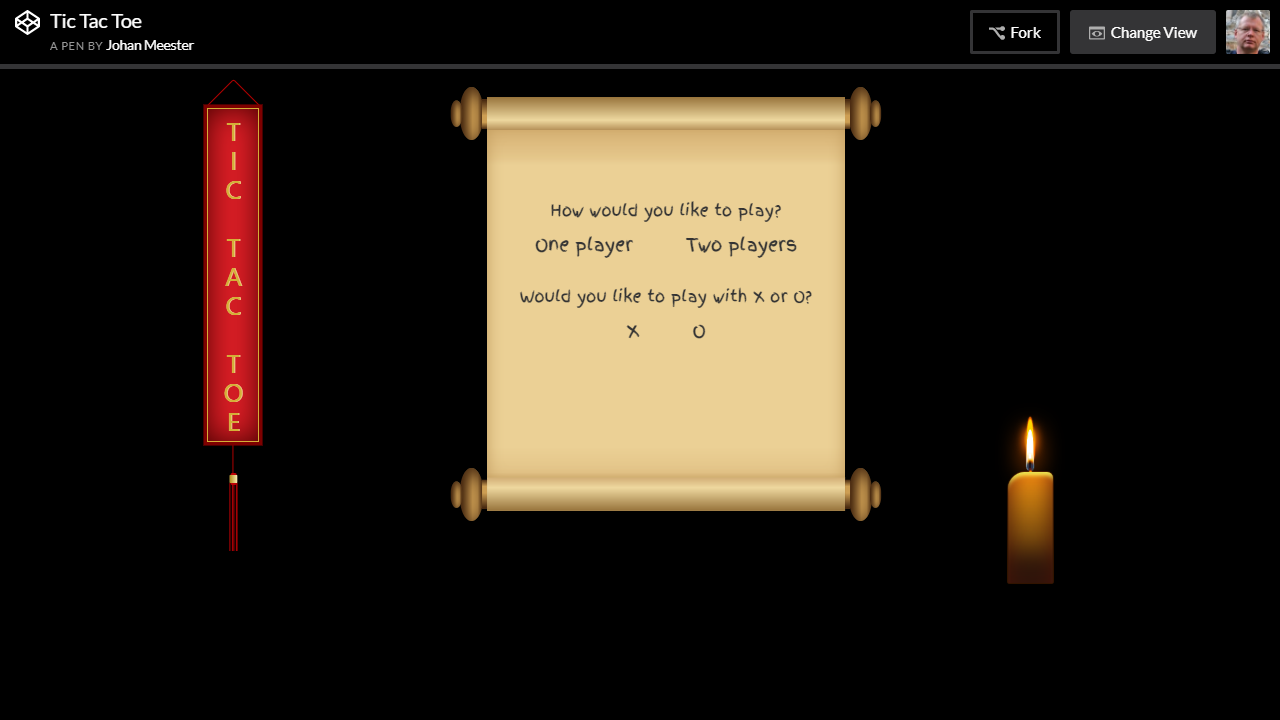 Tic Tac Toe
A PEN BY Johan Meester
Fork
Change View
T
I
C
T
A
C
T
O
E
How would you like to play?
One player Two players
Would you like to play with X or O?
X O